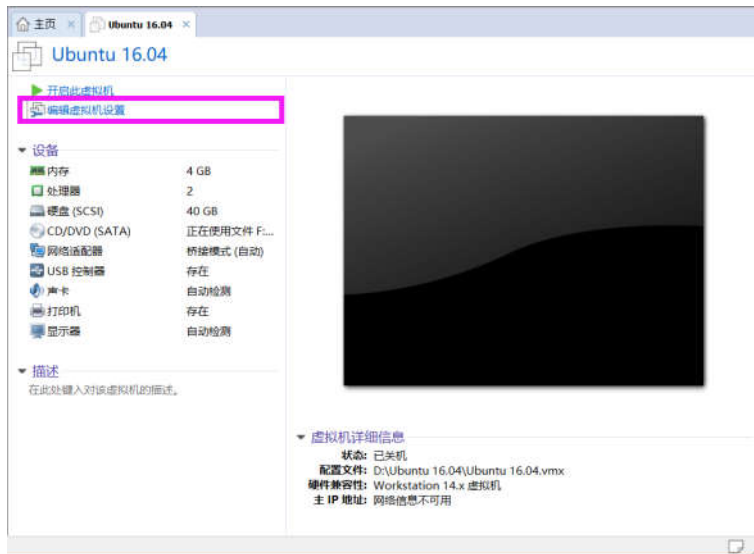 主页
Ubuntu 16.04
Ubuntu 16.04
开启此虚拟机
编辑虚拟机设置
设备
内存 4 GB
处理器 2
硬盘 (SCSI) 40 GB
CD/DVD (SATA) 正在使用文件 F:...
网络适配器 桥接模式 (自动)
USB 控制器 存在
声卡 自动检测
打印机 存在
显示器 自动检测
描述
在此处键入对该虚拟机的描述。
虚拟机详细信息
状态: 已关机
配置文件: D:\Ubuntu 16.04\Ubuntu 16.04.vmx
硬件兼容性: Workstation 14.x 虚拟机
主 IP 地址: 网络信息不可用